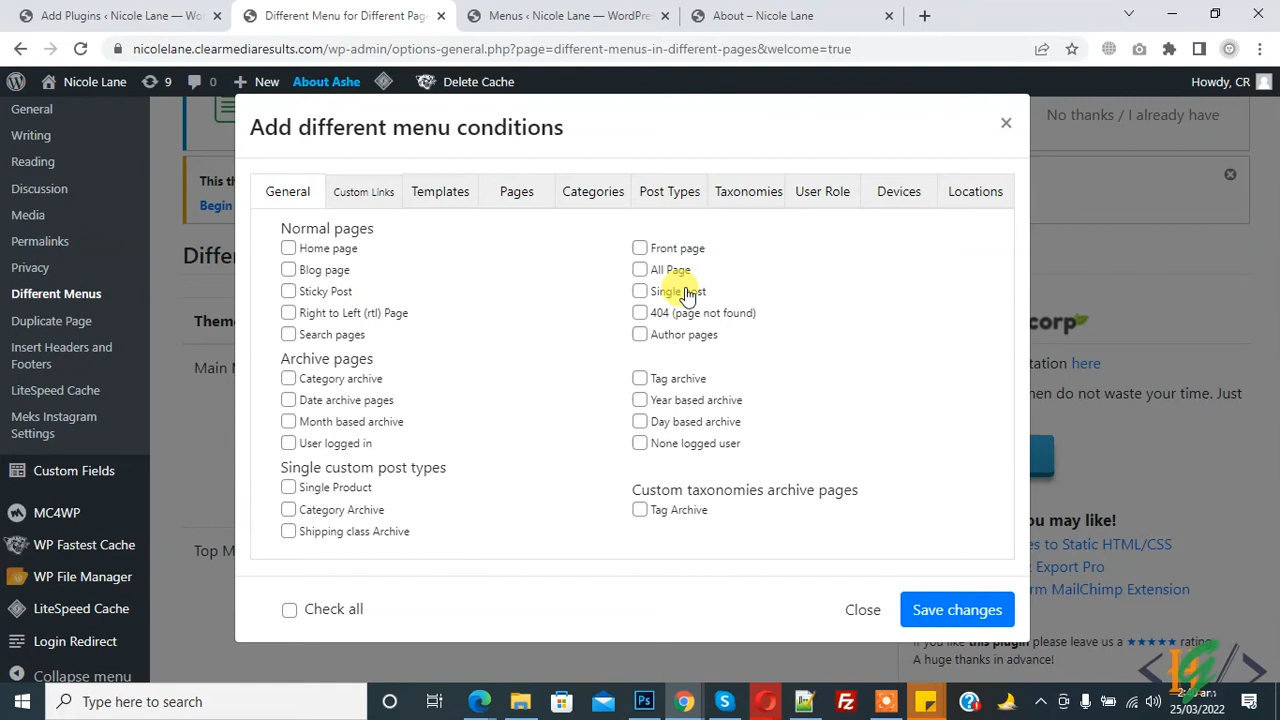 Add Plugins ‹ Nicole Lane — Wor
Different Menu for Different Page
Menus ‹ Nicole Lane — WordPre
About – Nicole Lane
nicolelane.clearmediaresults.com/wp-admin/options-general.php?page=different-menus-in-different-pages&welcome=true
Nicole Lane
9
0
New
About Ashe
Delete Cache
Howdy, CR
General
Writing
Reading
Discussion
Media
Permalinks
Privacy
Different Menus
Duplicate Page
Insert Headers and
Footers
LiteSpeed Cache
Meks Instagram
Settings
Custom Fields
MC4WP
WP Fastest Cache
WP File Manager
LiteSpeed Cache
Login Redirect
Collapse menu
No thanks / I already have
This th
Begin
Differ
Theme
Main M
Top M
Add different menu conditions
×
General
Custom Links
Templates
Pages
Categories
Post Types
Taxonomies
User Role
Devices
Locations
Normal pages
Home page
Front page
Blog page
All Page
Sticky Post
Single post
Right to Left (rtl) Page
404 (page not found)
Search pages
Author pages
Archive pages
Category archive
Tag archive
Date archive pages
Year based archive
Month based archive
Day based archive
User logged in
None logged user
Single custom post types
Single Product
Custom taxonomies archive pages
Category Archive
Tag Archive
Shipping class Archive
Check all
Close
Save changes
corp
tation here
hen do not waste your time. Just
ou may like!
es to Static HTML/CSS
Export Pro
rm MailChimp Extension
If you like this plugin please leave us a ★★★★★ rating.
A huge thanks in advance!
Type here to search
25/03/2022